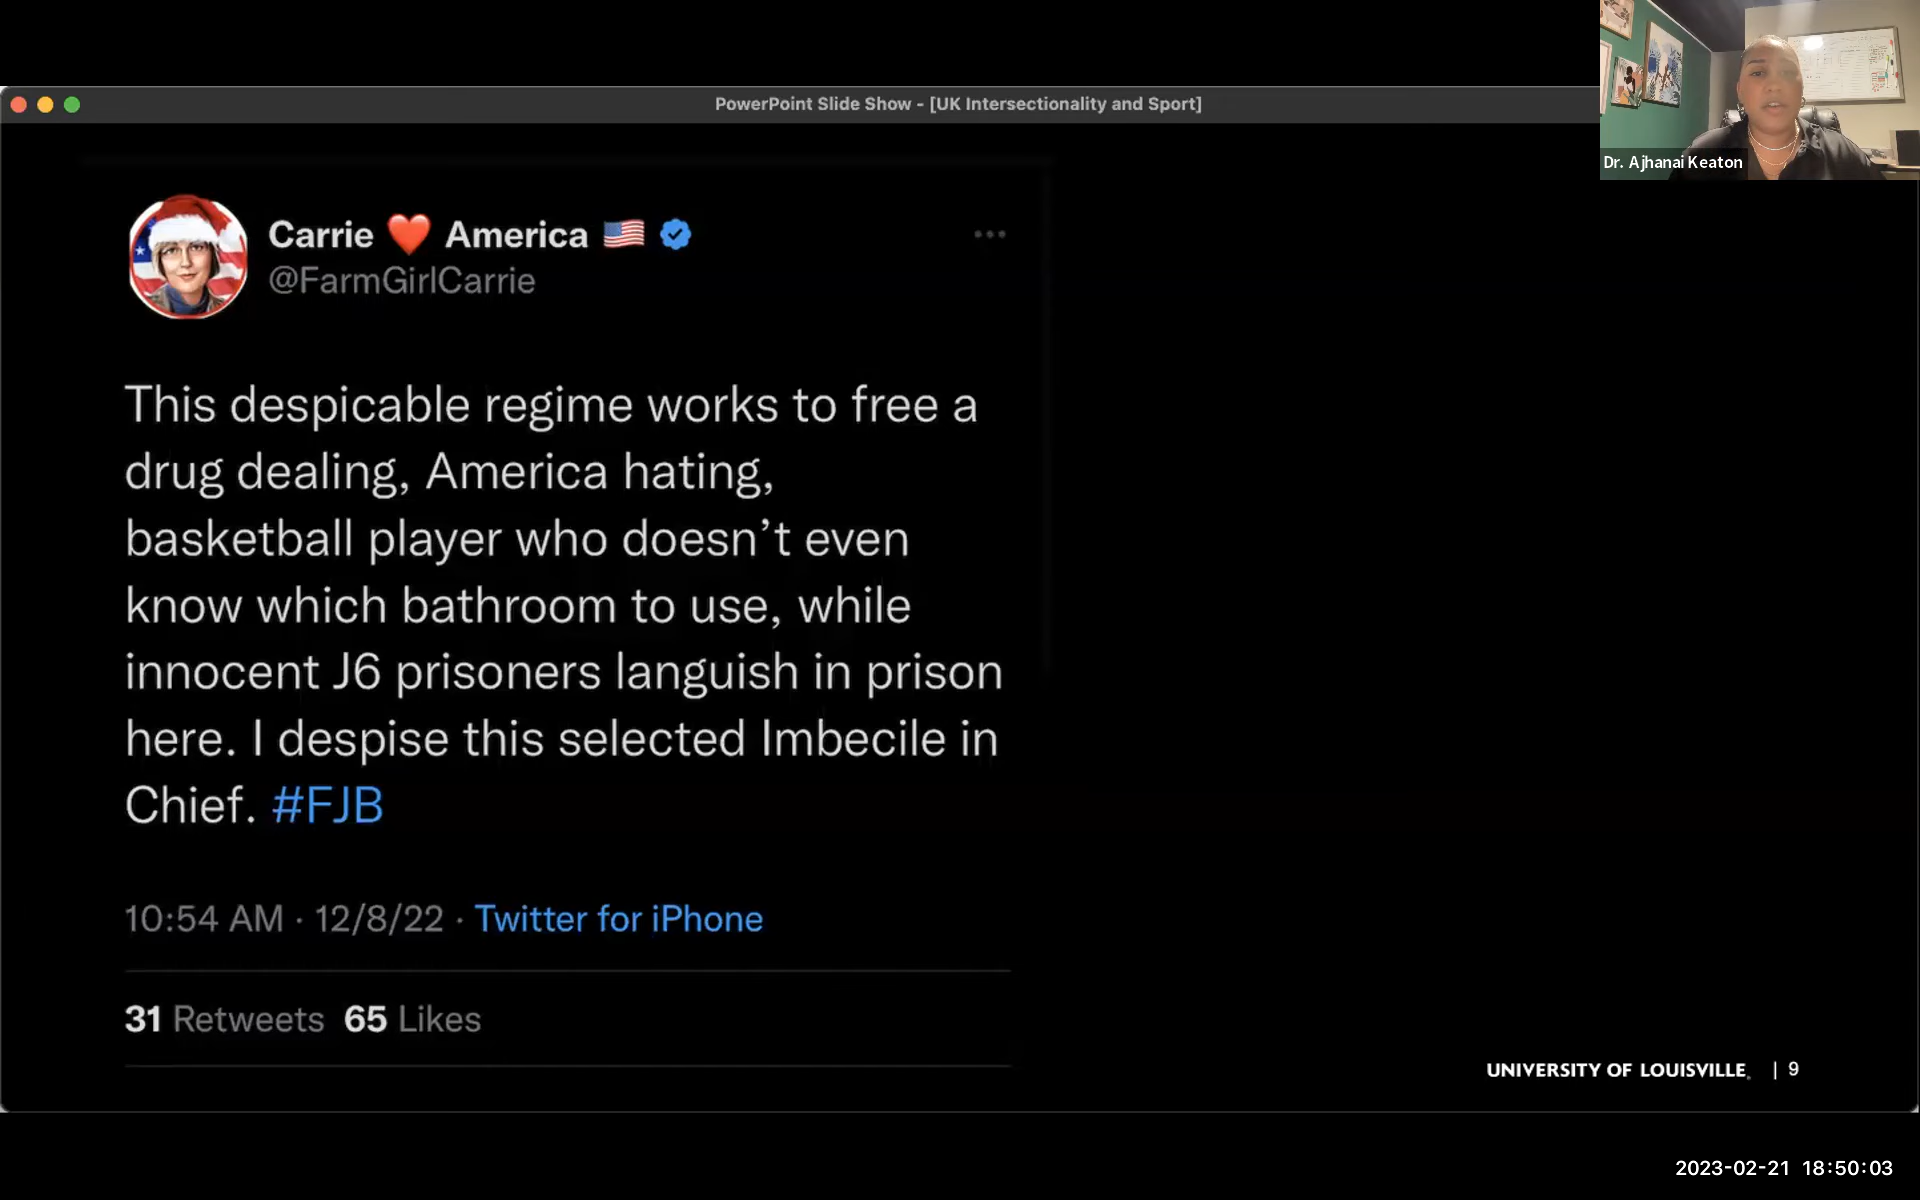 PowerPoint Slide Show - [UK Intersectionality and Sport]
Dr. Ajhanai Keaton
Carrie ❤️ America 🇺🇸
@FarmGirlCarrie
This despicable regime works to free a
drug dealing, America hating,
basketball player who doesn’t even
know which bathroom to use, while
innocent J6 prisoners languish in prison
here. I despise this selected Imbecile in
Chief. #FJB
10:54 AM · 12/8/22 · Twitter for iPhone
31 Retweets 65 Likes
UNIVERSITY OF LOUISVILLE. | 9
2023-02-21 18:50:03